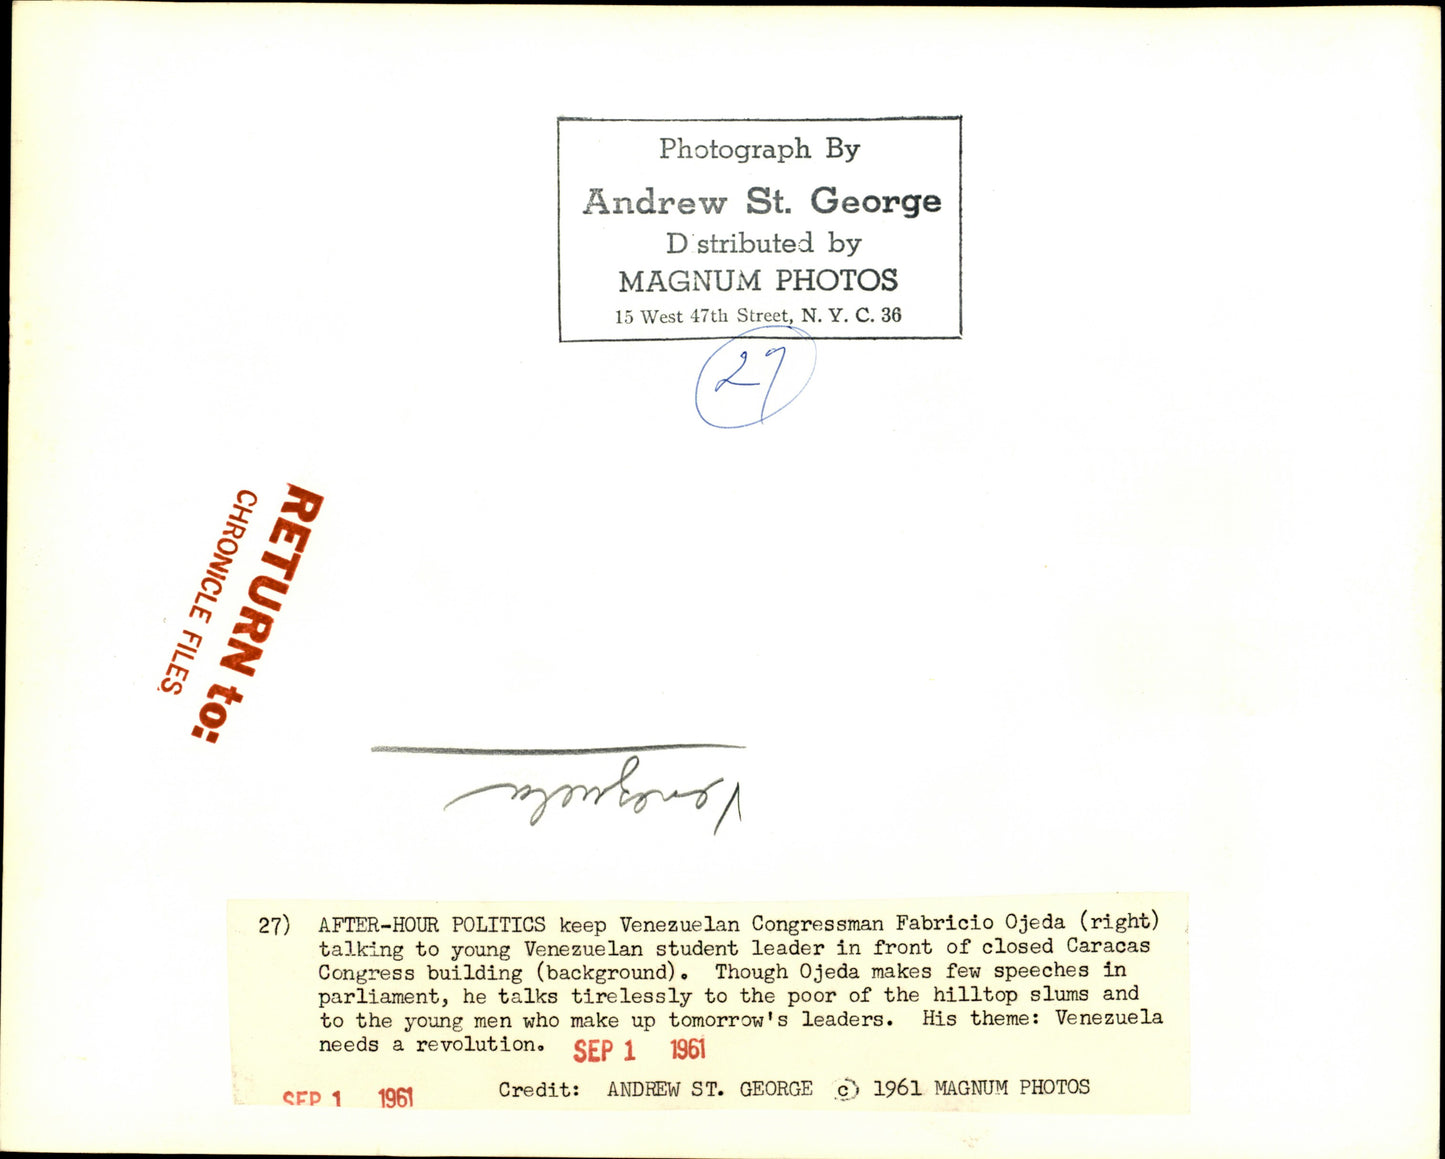 Photograph By
Andrew St. George
D stributed by
MAGNUM PHOTOS
15 West 47th Street, N. Y. C. 36
27
RETURN to:
CHRONICLE FILES
Venezuela
27) AFTER-HOUR POLITICS keep Venezuelan Congressman Fabricio Ojeda (right)
talking to young Venezuelan student leader in front of closed Caracas
Congress building (background). Though Ojeda makes few speeches in
parliament, he talks tirelessly to the poor of the hilltop slums and
to the young men who make up tomorrow's leaders. His theme: Venezuela
needs a revolution. SEP 1 1961
SEP 1 1961
Credit: ANDREW ST. GEORGE © 1961 MAGNUM PHOTOS